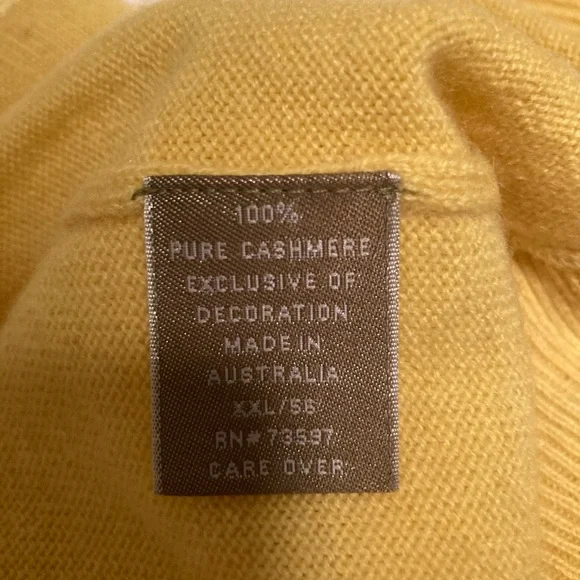 100%
PURE CASHMERE
EXCLUSIVE OF
DECORATION
MADE IN
AUSTRALIA
XXL/56
RN# 73597
CARE OVER